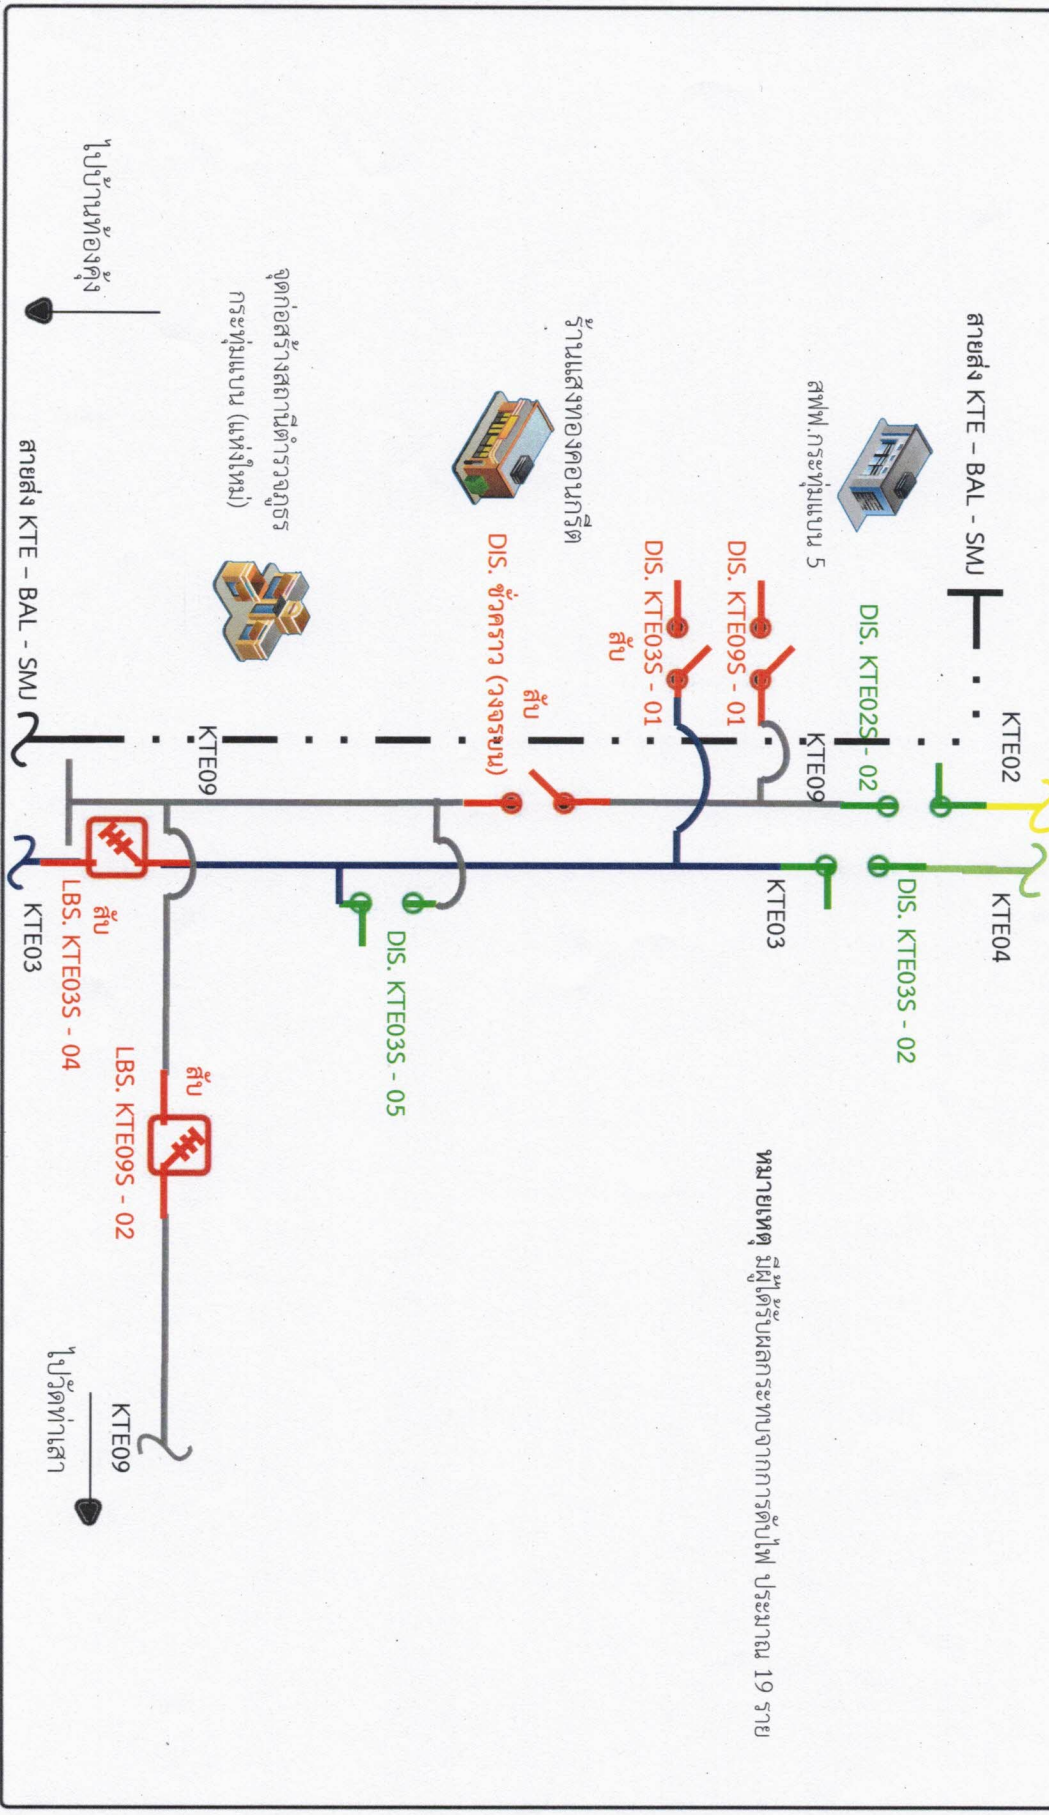 สายส่ง KTE – BAL - SMJ
สฟฟ.กระทุ่มแบน 5
ร้านแสงทองคอนกรีต
จุดก่อสร้างสถานีตำรวจภูธร
กระทุ่มแบน (แห่งใหม่)
ไปบ้านท้องคุ้ง
สายส่ง KTE – BAL - SMJ
KTE02
DIS. KTE02S - 02
KTE09
DIS. KTE09S - 01
DIS. KTE03S - 01
สับ
สับ
DIS. ชั่วคราว (วงจรบน)
KTE09
KTE04
DIS. KTE03S - 02
KTE03
DIS. KTE03S - 05
สับ
LBS. KTE03S - 04
KTE03
สับ
LBS. KTE09S - 02
KTE09
ไปวัดท่าเสา
หมายเหตุ มีผู้ได้รับผลกระทบจากการดับไฟ ประมาณ 19 ราย